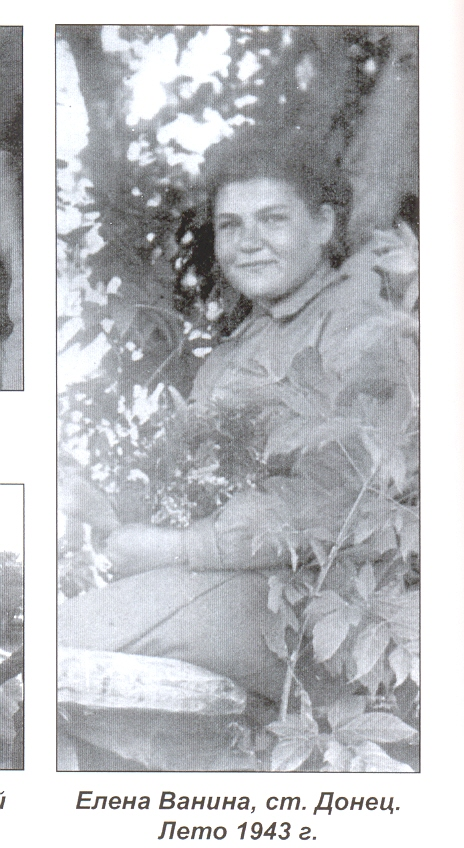 Елена Ванина, ст. Донец.
Лето 1943 г.
й